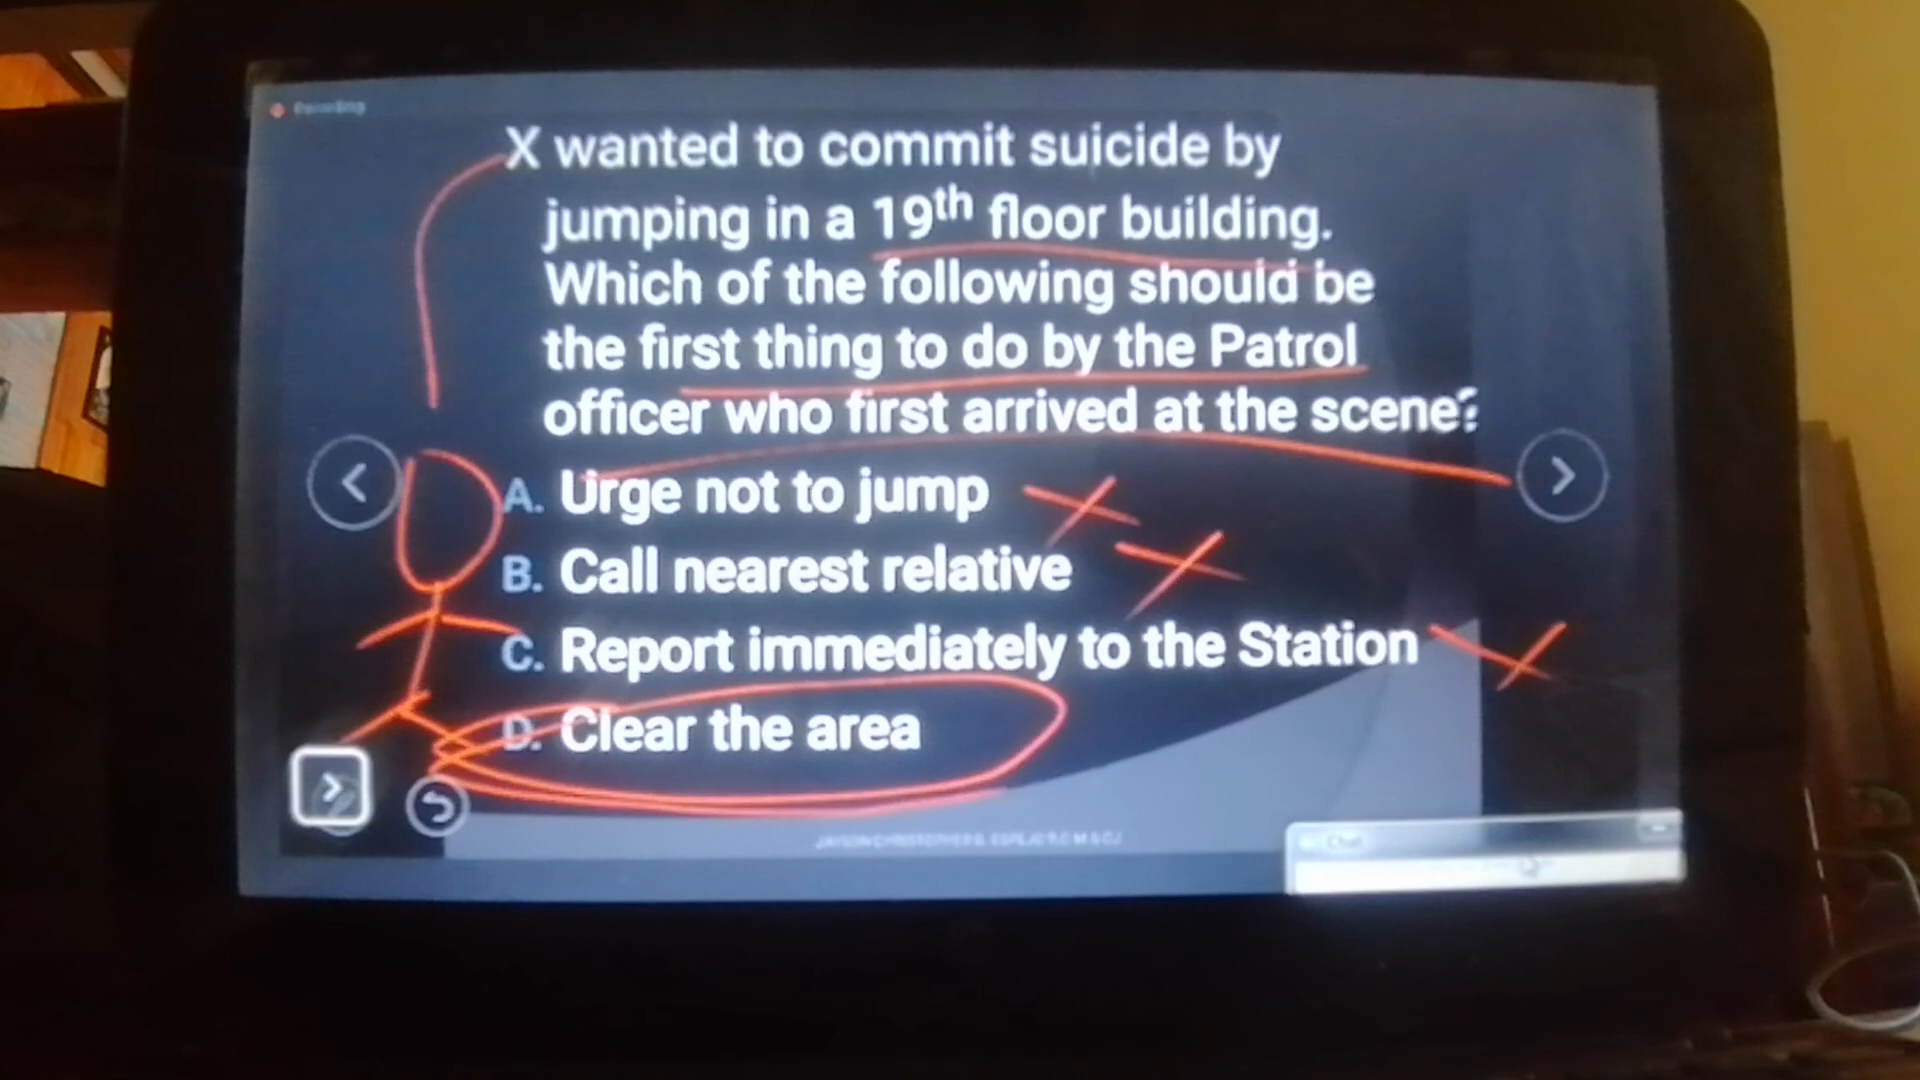 Recording
X wanted to commit suicide by
jumping in a 19th floor building.
Which of the following should be
the first thing to do by the Patrol
officer who first arrived at the scene?
A. Urge not to jump
B. Call nearest relative
C. Report immediately to the Station
D. Clear the area
Chat